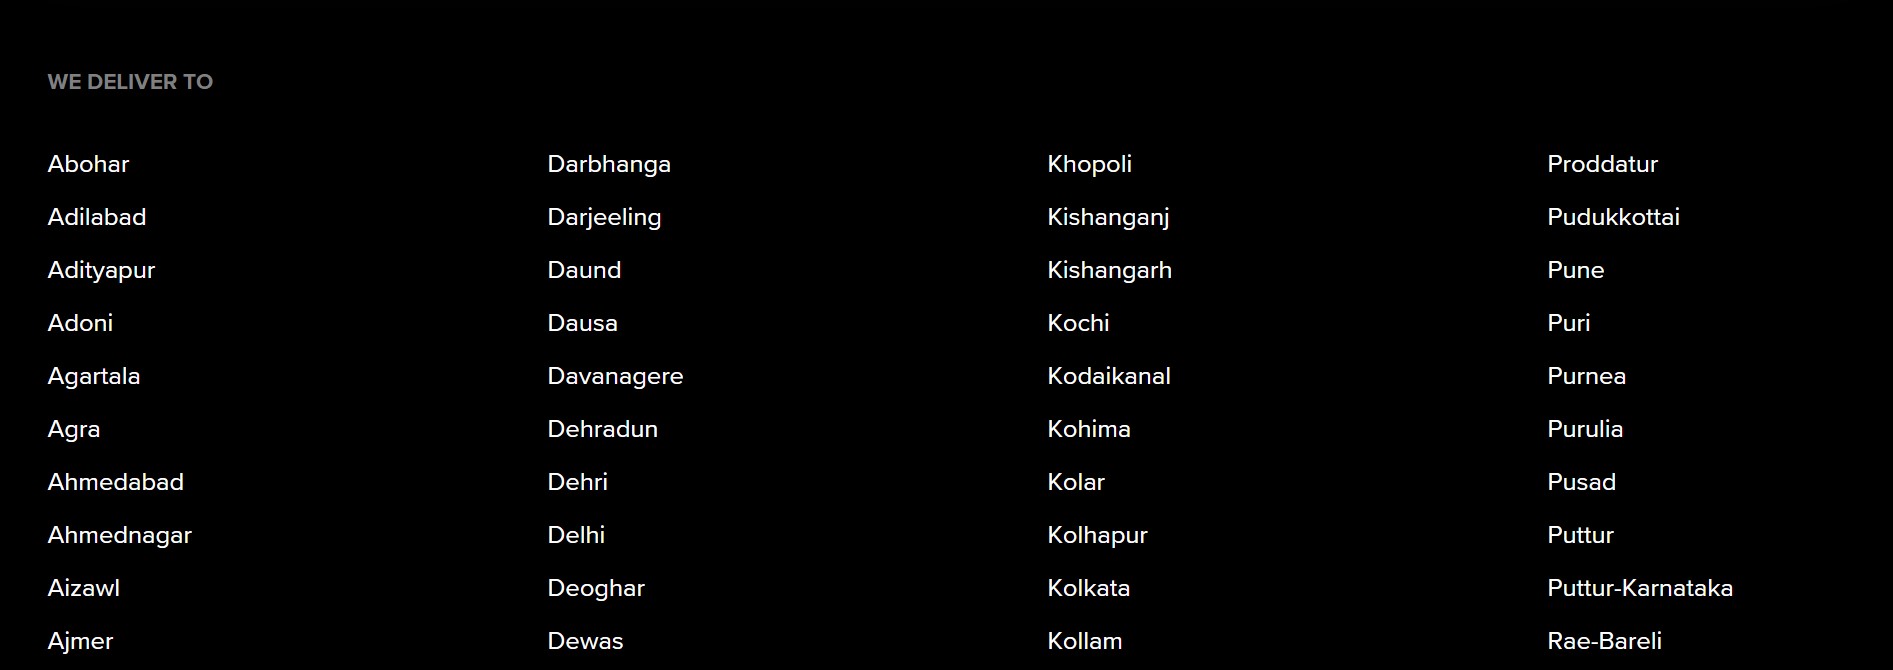 WE DELIVER TO
Abohar
Adilabad
Adityapur
Adoni
Agartala
Agra
Ahmedabad
Ahmednagar
Aizawl
Ajmer
Darbhanga
Darjeeling
Daund
Dausa
Davanagere
Dehradun
Dehri
Delhi
Deoghar
Dewas
Khopoli
Kishanganj
Kishangarh
Kochi
Kodaikanal
Kohima
Kolar
Kolhapur
Kolkata
Kollam
Proddatur
Pudukkottai
Pune
Puri
Purnea
Purulia
Pusad
Puttur
Puttur-Karnataka
Rae-Bareli